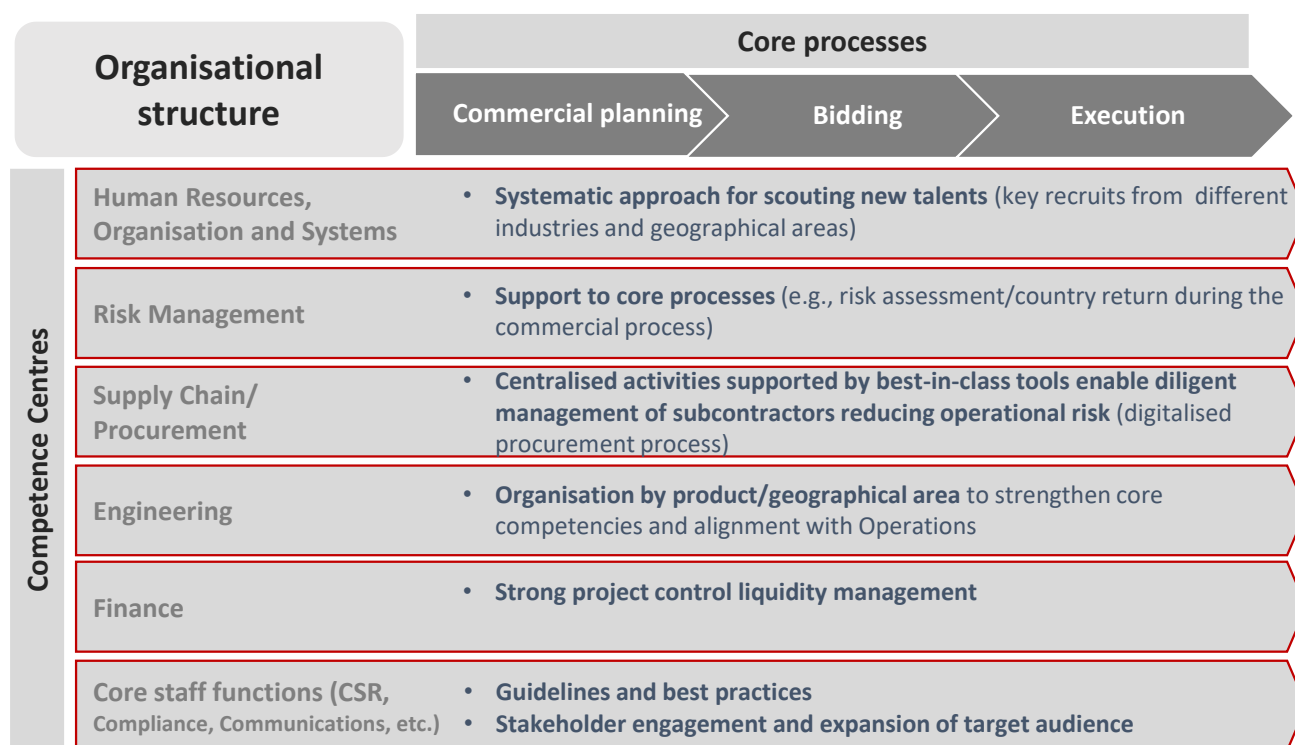 Organisational
structure
Core processes
Commercial planning
Bidding
Execution
Competence Centres
Human Resources,
Organisation and Systems
• Systematic approach for scouting new talents (key recruits from different
industries and geographical areas)
Risk Management
• Support to core processes (e.g., risk assessment/country return during the
commercial process)
Supply Chain/
Procurement
• Centralised activities supported by best-in-class tools enable diligent
management of subcontractors reducing operational risk (digitalised
procurement process)
Engineering
• Organisation by product/geographical area to strengthen core
competencies and alignment with Operations
Finance
• Strong project control liquidity management
Core staff functions (CSR,
Compliance, Communications, etc.)
• Guidelines and best practices
• Stakeholder engagement and expansion of target audience